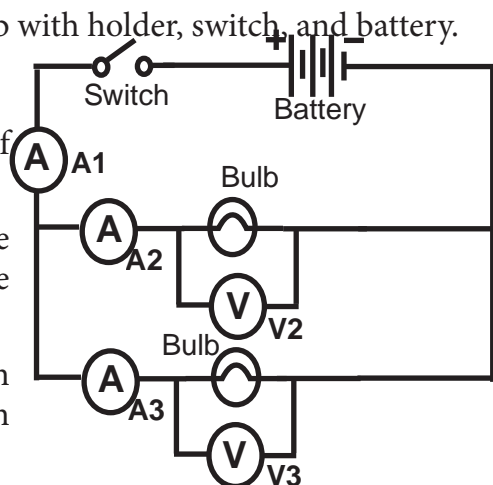 with holder, switch, and battery.
+ −
Switch
Battery
f
A A1
Bulb
A A2
e
e
V V2
Bulb
A A3
n
n
V V3